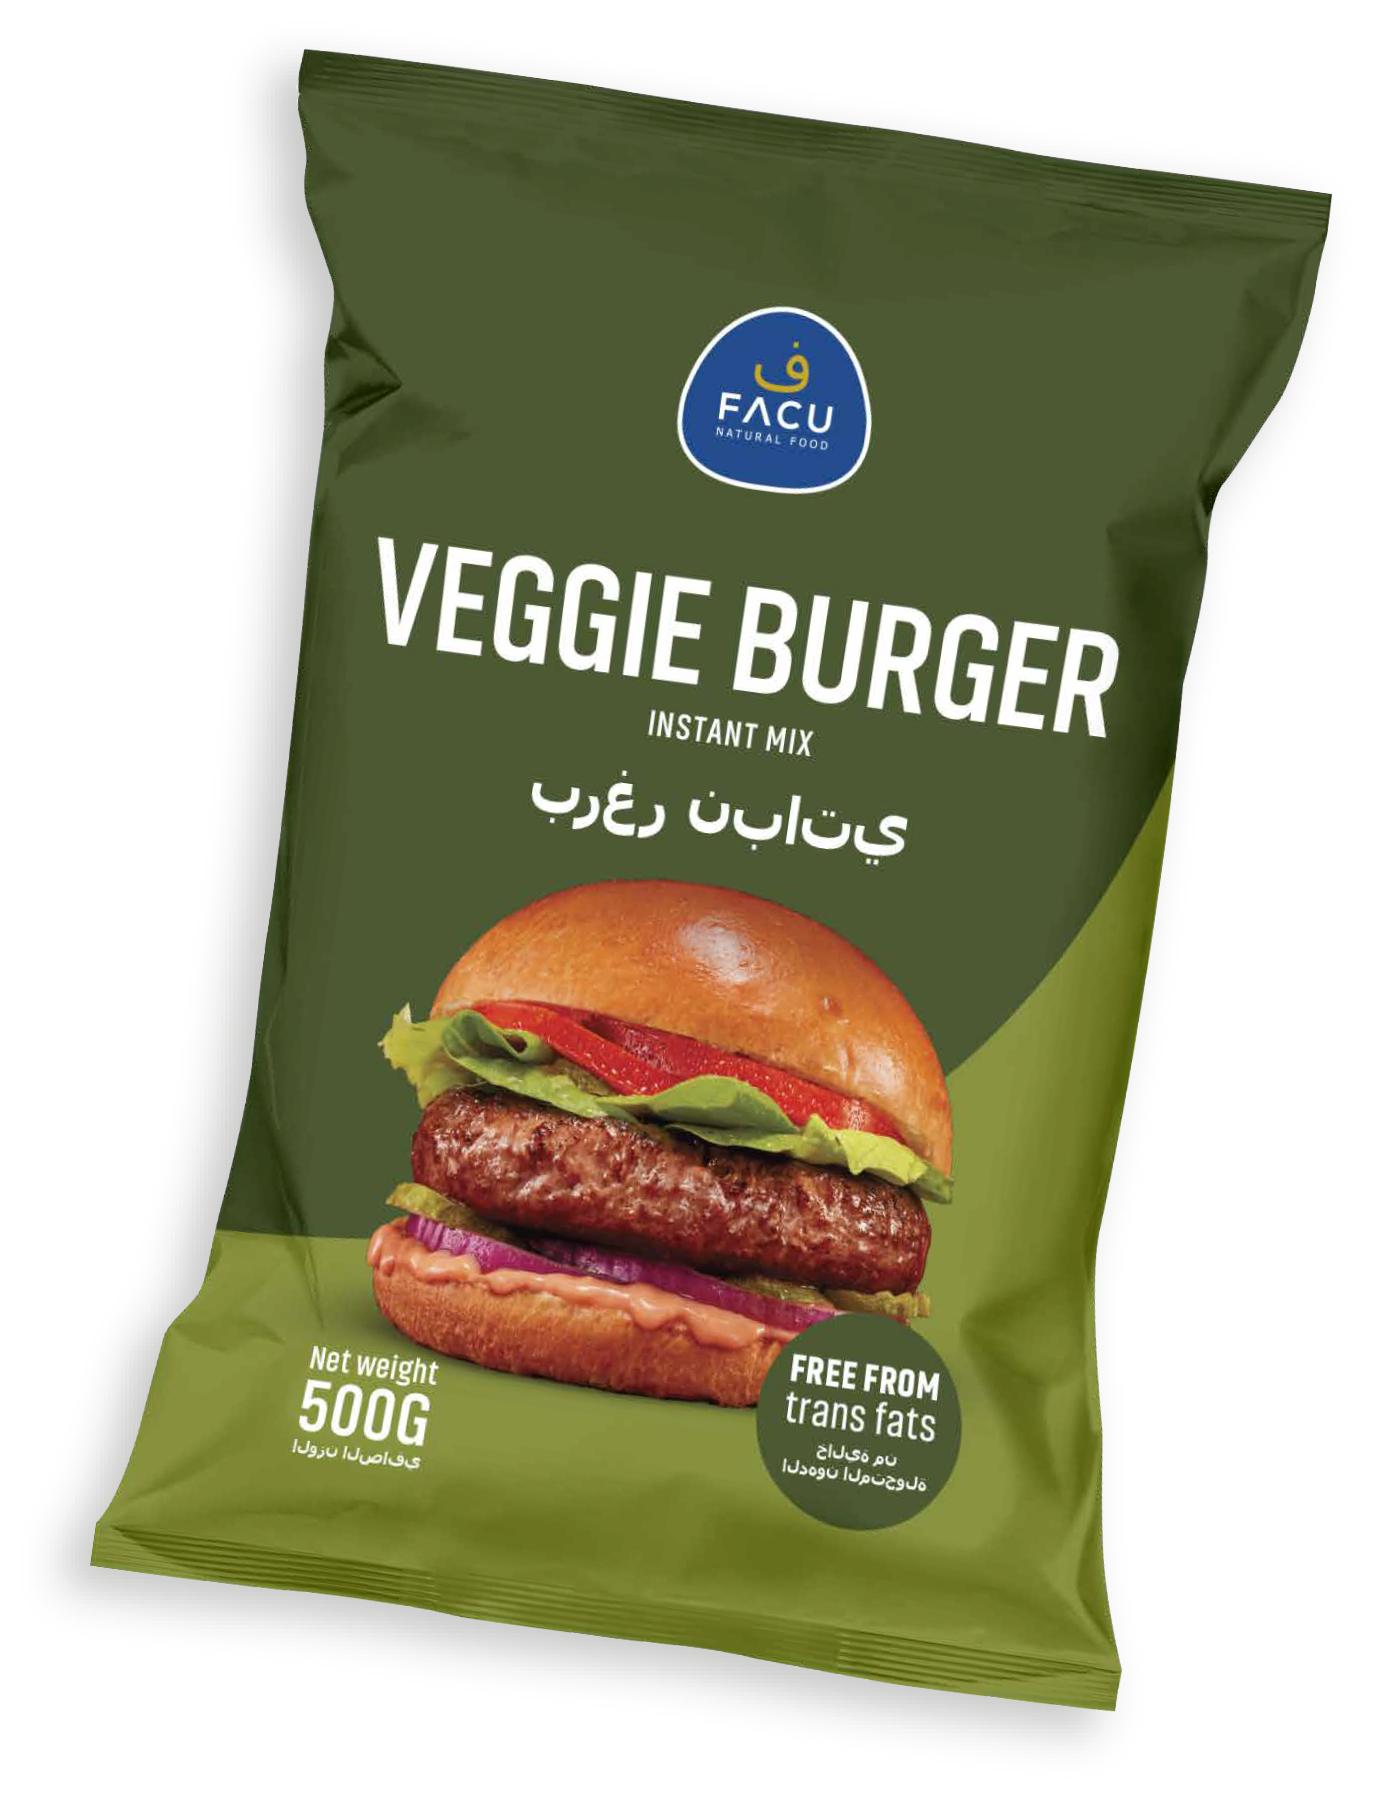 ف
FACU
NATURAL FOOD
VEGGIE BURGER
INSTANT MIX
برغر نباتي
Net weight
500G
الوزن الصافي
FREE FROM
trans fats
خالية من
الدهون المتحولة